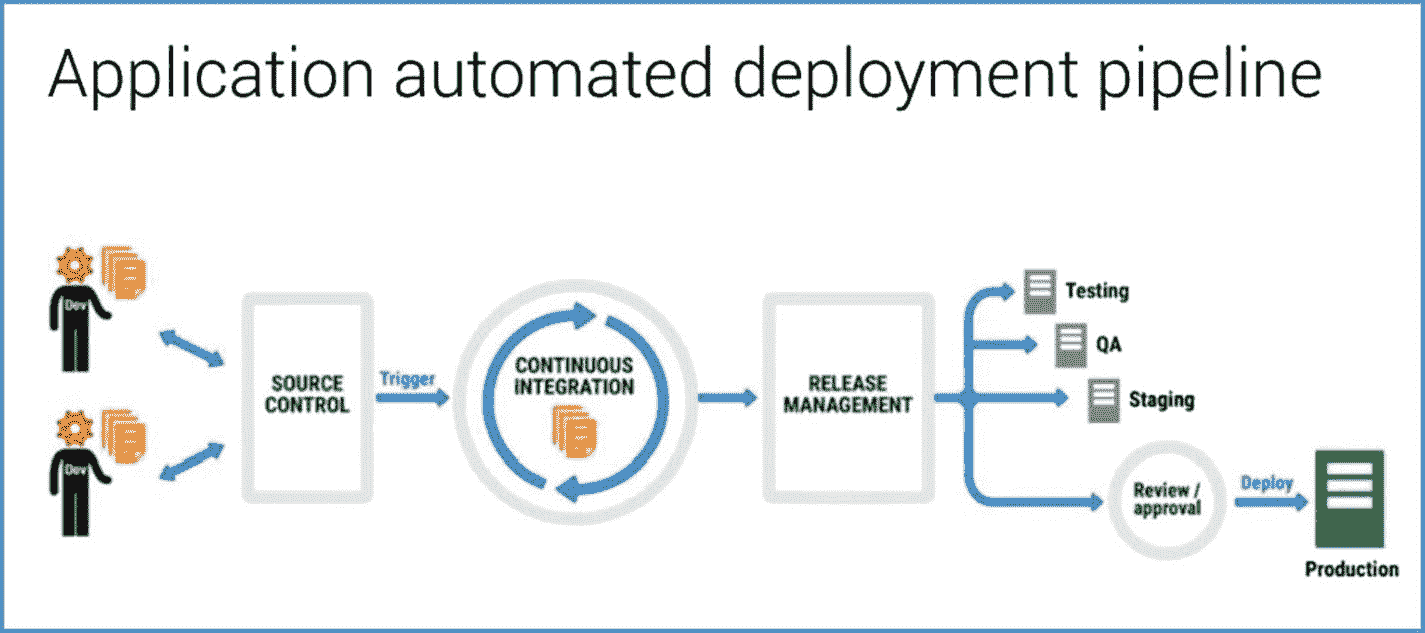 Application automated deployment pipeline
Dev
Dev
SOURCE
CONTROL
Trigger
CONTINUOUS
INTEGRATION
RELEASE
MANAGEMENT
Testing
QA
Staging
Review /
approval
Deploy
Production